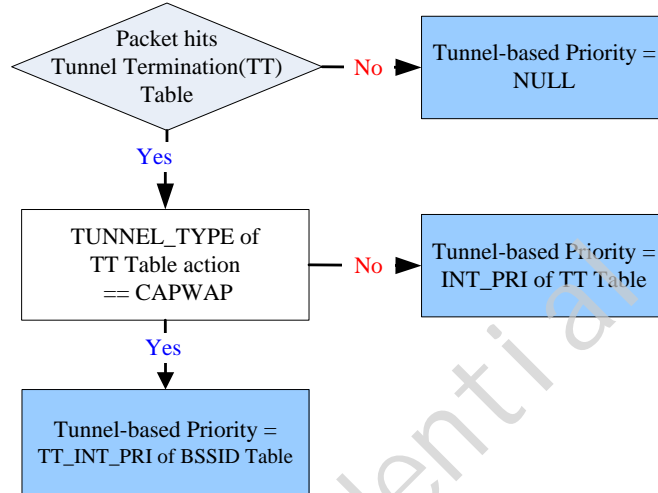 Packet hits
Tunnel Termination(TT)
Table
No
Tunnel-based Priority =
NULL
Yes
TUNNEL_TYPE of
TT Table action
== CAPWAP
No
Tunnel-based Priority =
INT_PRI of TT Table
Yes
Tunnel-based Priority =
TT_INT_PRI of BSSID Table
dential